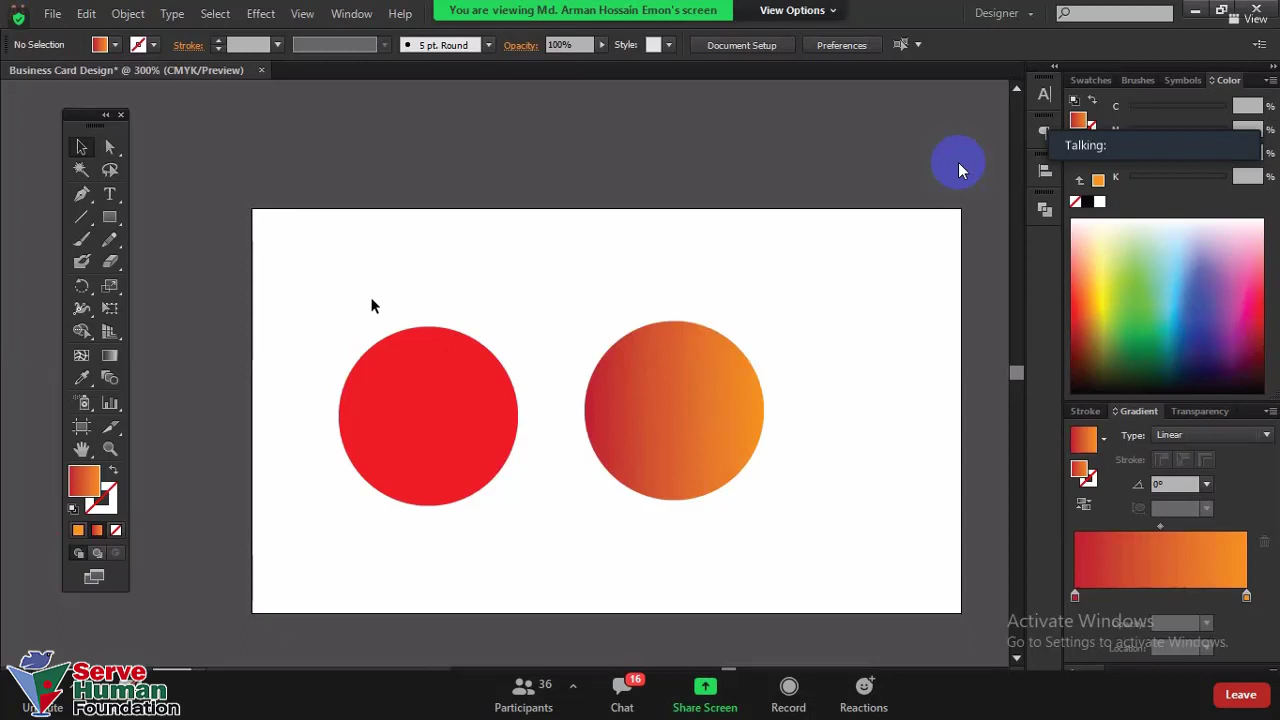 You are viewing Md. Arman Hossain Emon's screen
View Options
File Edit Object Type Select Effect View Window Help
Designer
View
No Selection
Stroke:
5 pt. Round
Opacity: 100%
Style:
Document Setup
Preferences
Business Card Design* @ 300% (CMYK/Preview)
Swatches Brushes Symbols Color
C %
%
Talking:
%
K %
Stroke Gradient Transparency
Type: Linear
Stroke:
0°
Activate Windows
Go to Settings to activate Windows.
Location:
Serve
Human
Foundation
36
16
Participants
Chat
Share Screen
Record
Reactions
Leave